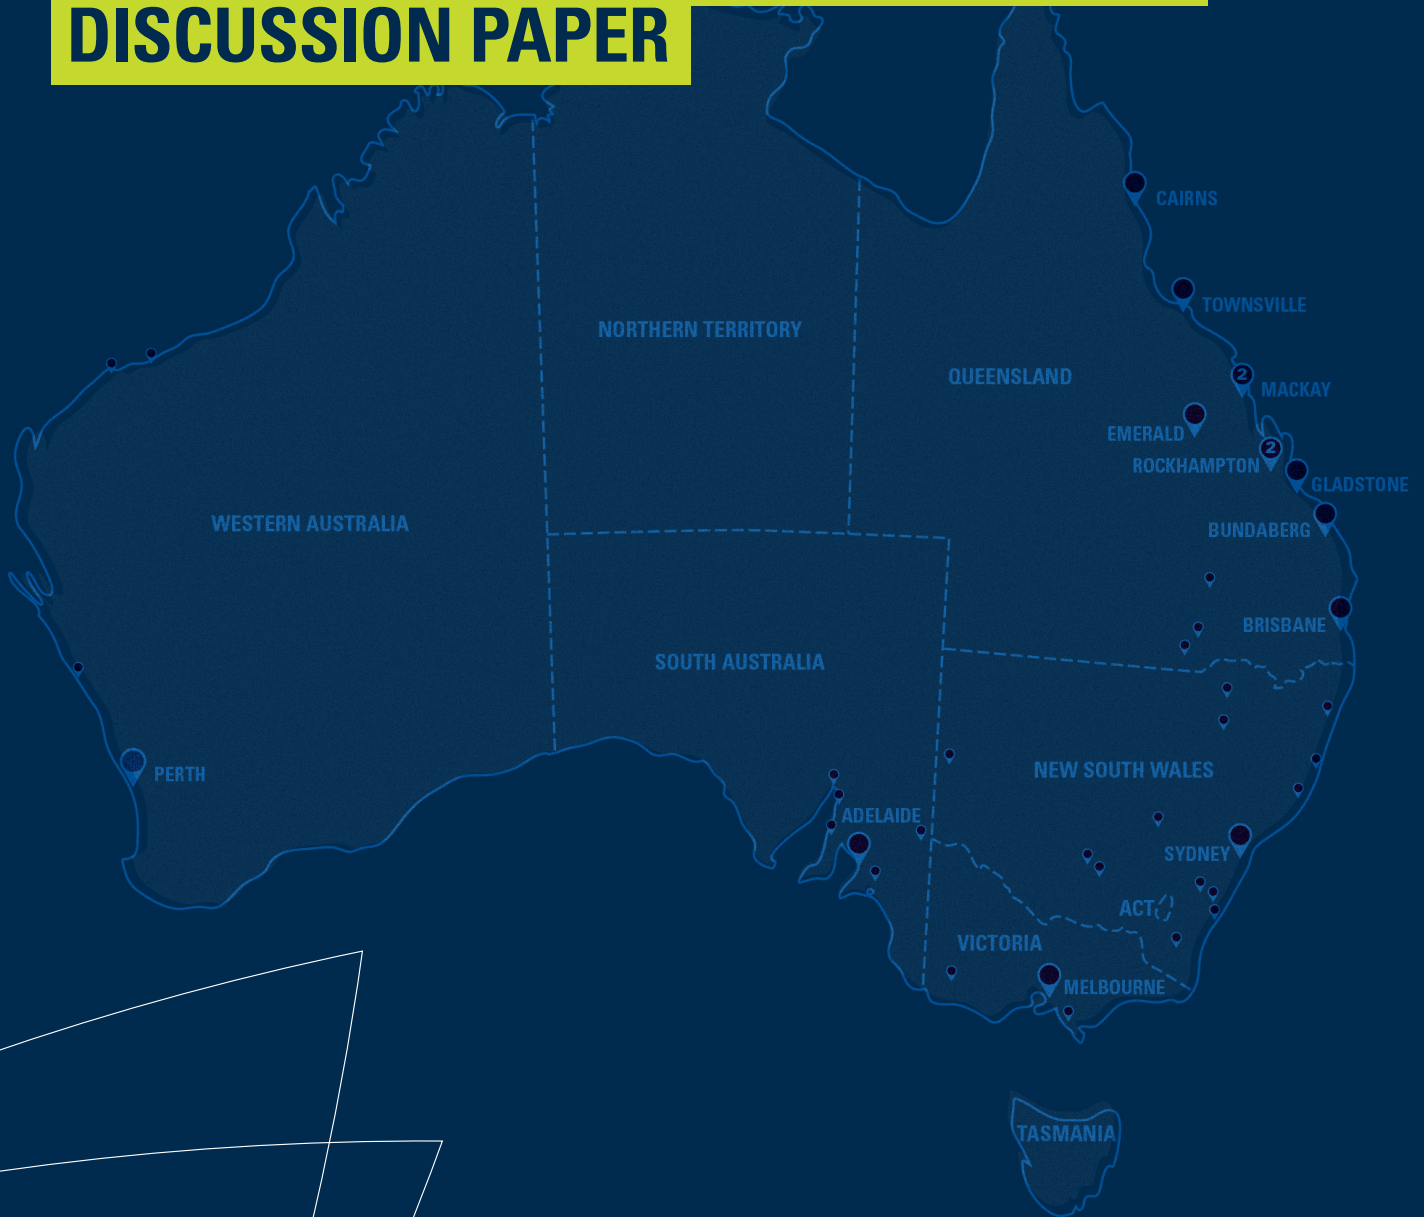 DISCUSSION PAPER
CAIRNS
TOWNSVILLE
NORTHERN TERRITORY
QUEENSLAND
2
MACKAY
EMERALD
2
ROCKHAMPTON
GLADSTONE
WESTERN AUSTRALIA
BUNDABERG
BRISBANE
SOUTH AUSTRALIA
PERTH
NEW SOUTH WALES
ADELAIDE
SYDNEY
ACT
VICTORIA
MELBOURNE
TASMANIA